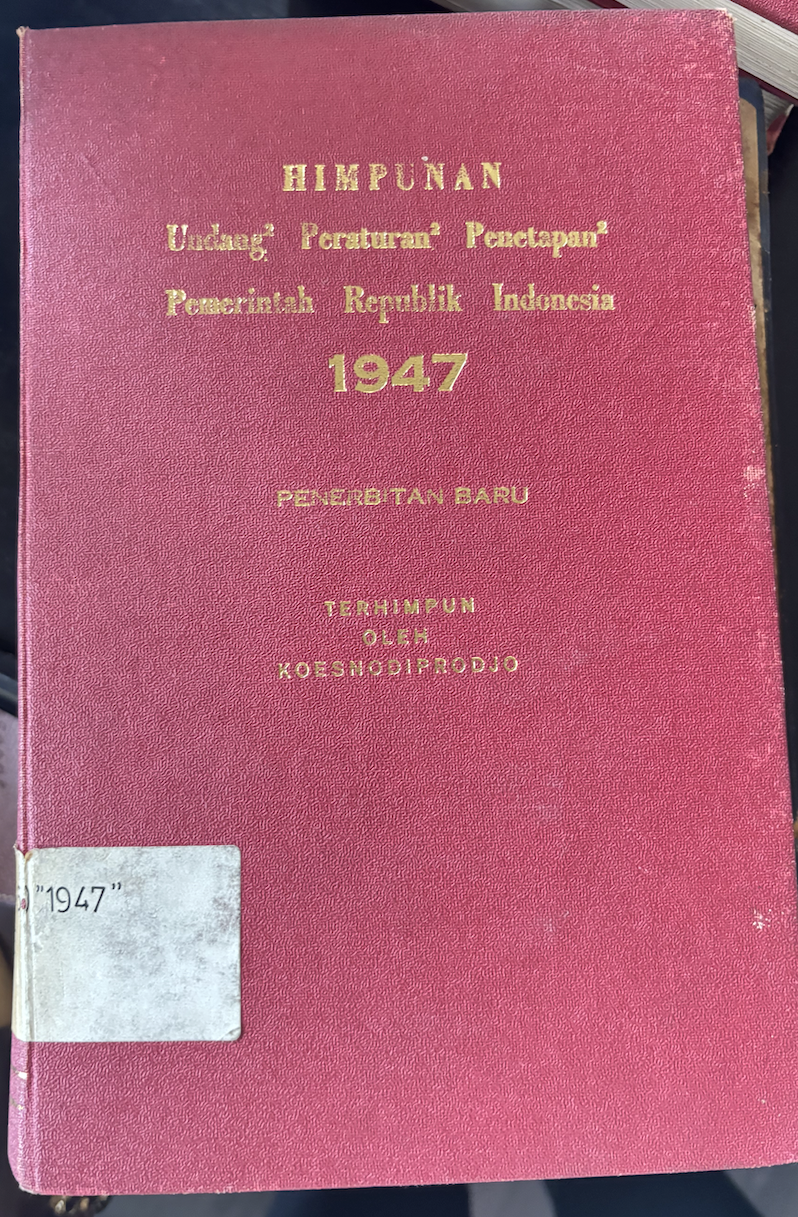 HIMPUNAN
Undang² Peraturan² Penetapan²
Pemerintah Republik Indonesia
1947
PENERBITAN BARU
TERHIMPUN
OLEH
KOESNODIPRODJO
) "1947"